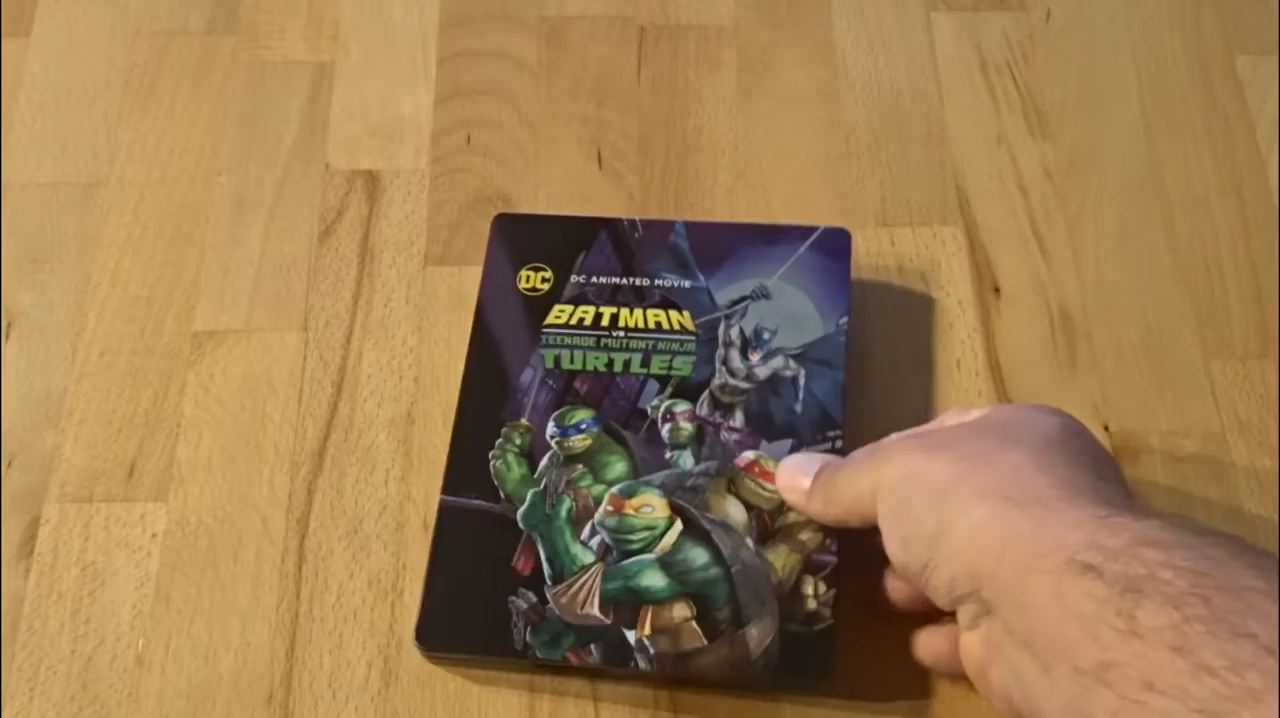 DC
DC ANIMATED MOVIE
BATMAN
VS
TEENAGE MUTANT NINJA
TURTLES